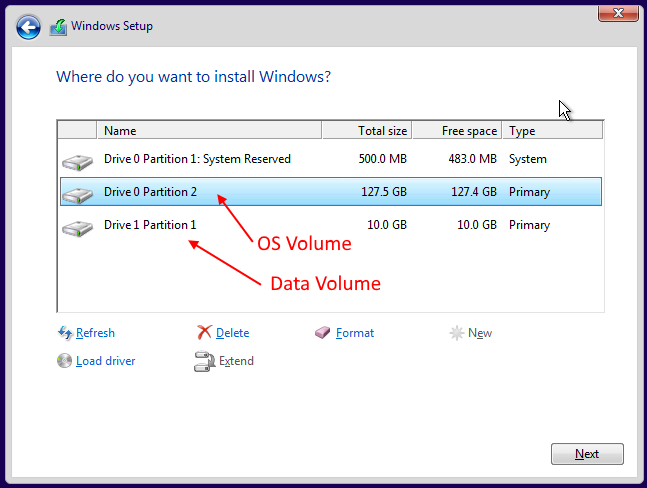 Windows Setup
Where do you want to install Windows?
Name Total size Free space Type
Drive 0 Partition 1: System Reserved 500.0 MB 483.0 MB System
Drive 0 Partition 2 127.5 GB 127.4 GB Primary
Drive 1 Partition 1 10.0 GB 10.0 GB Primary
OS Volume
Data Volume
Refresh Delete Format New
Load driver Extend
Next